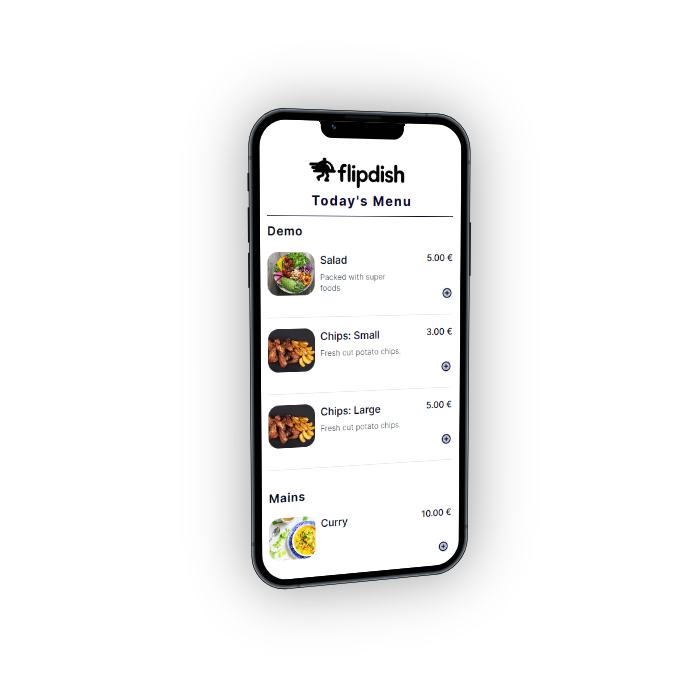 flipdish
Today's Menu
Demo
Salad
5.00 €
Packed with super
foods
Chips: Small
3.00 €
Fresh cut potato chips.
Chips: Large
5.00 €
Fresh cut potato chips.
Mains
Curry
10.00 €